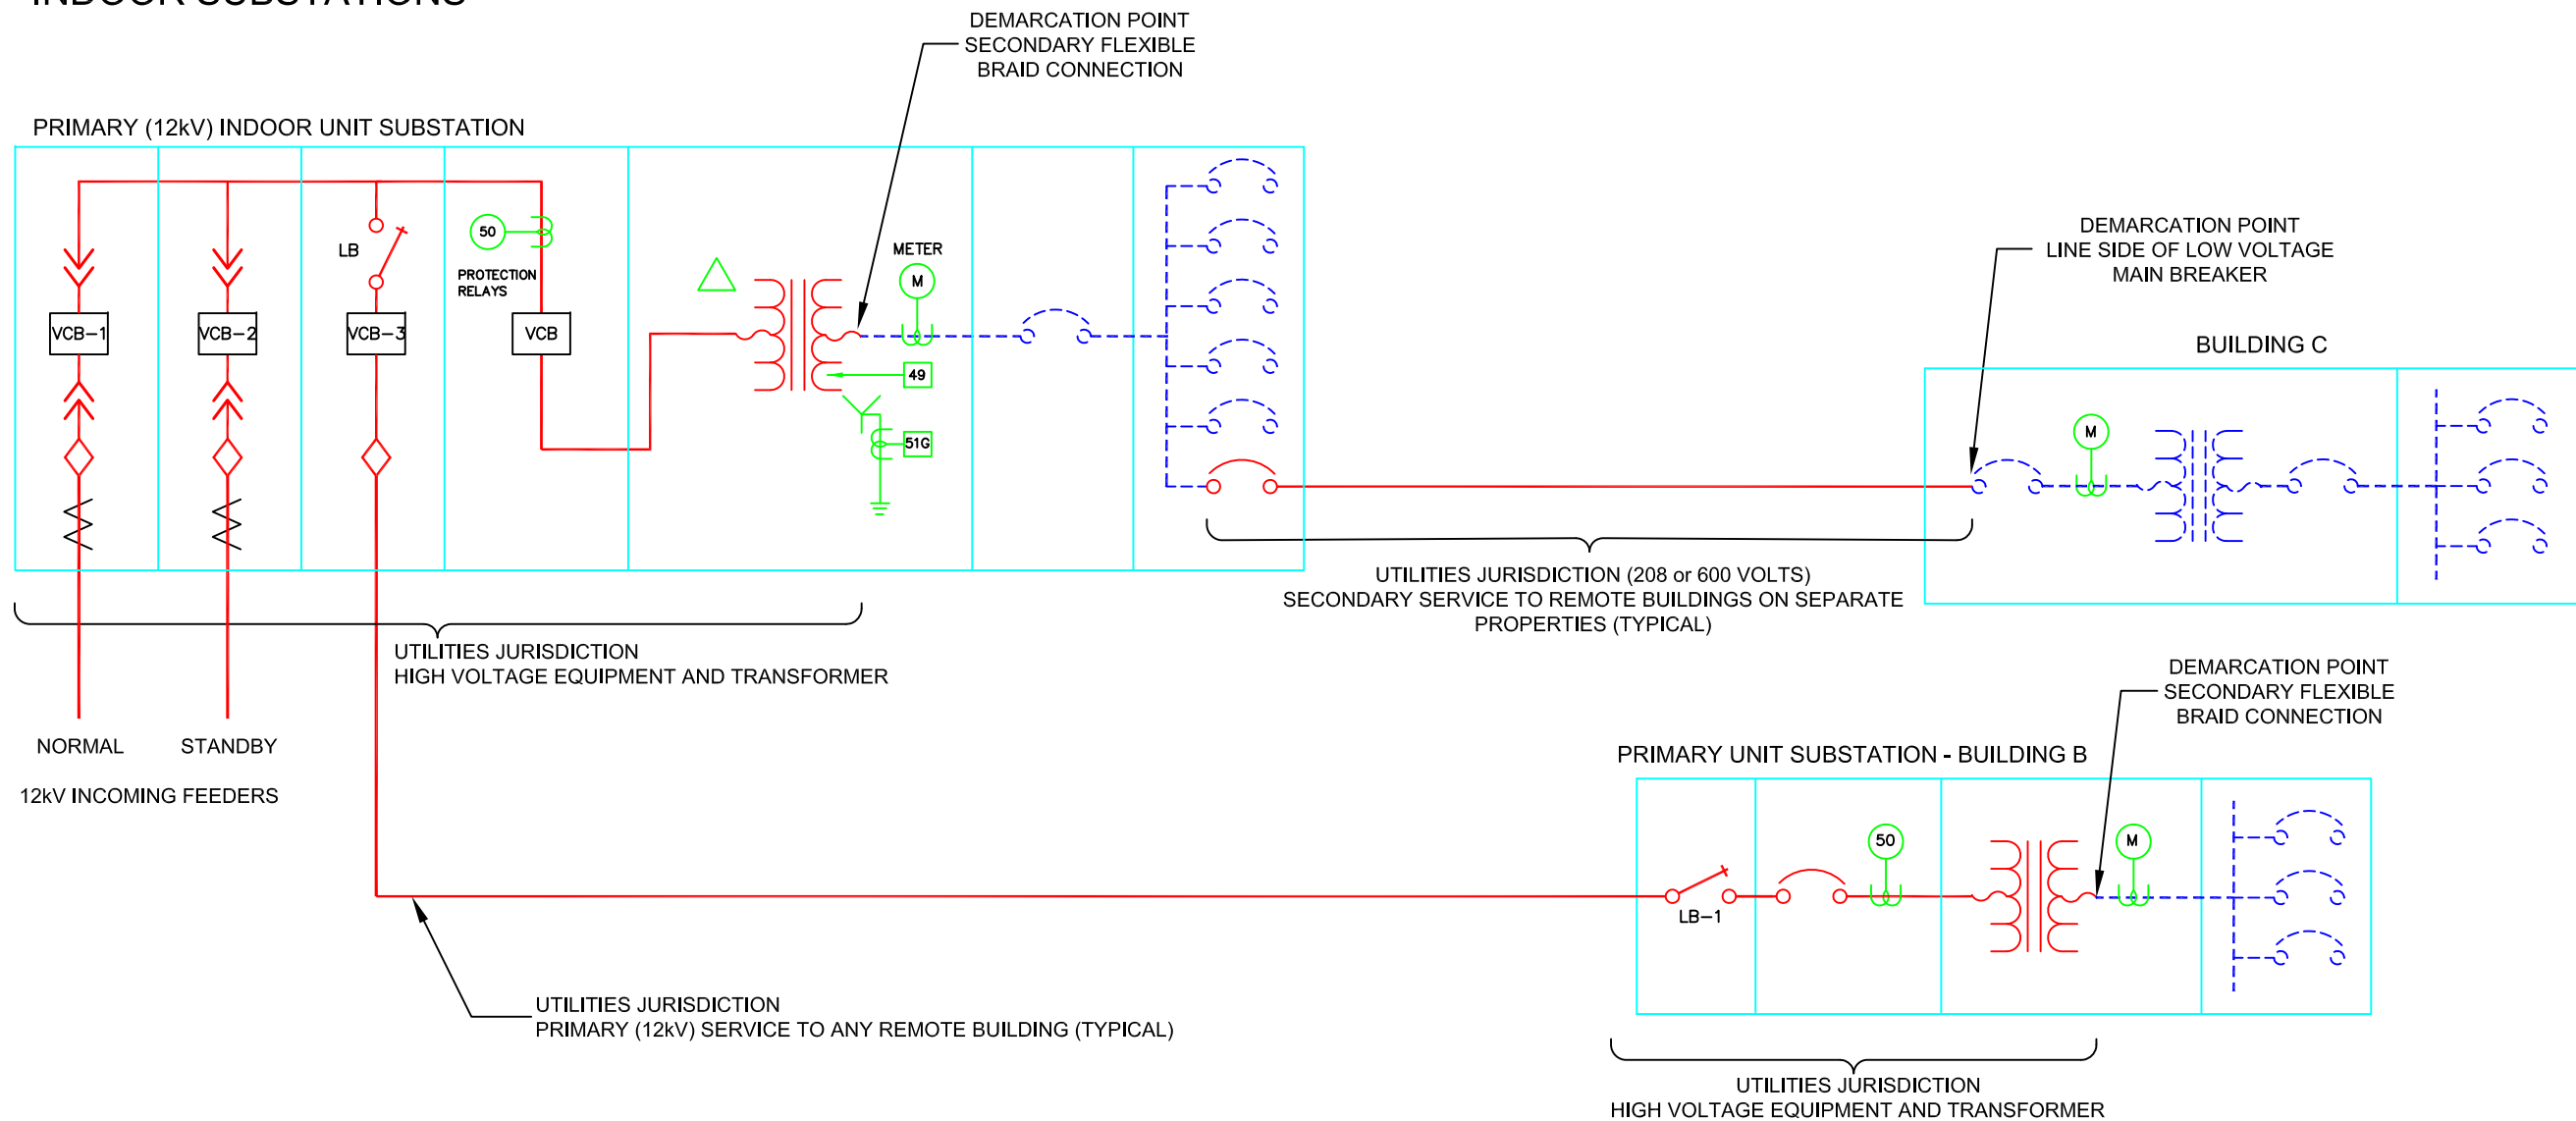 INDOOR SUBSTATIONS
DEMARCATION POINT
SECONDARY FLEXIBLE
BRAID CONNECTION
PRIMARY (12kV) INDOOR UNIT SUBSTATION
LB
50
PROTECTION
RELAYS
METER
M
VCB-1
VCB-2
VCB-3
VCB
49
51G
DEMARCATION POINT
LINE SIDE OF LOW VOLTAGE
MAIN BREAKER
BUILDING C
M
UTILITIES JURISDICTION (208 or 600 VOLTS)
SECONDARY SERVICE TO REMOTE BUILDINGS ON SEPARATE
PROPERTIES (TYPICAL)
UTILITIES JURISDICTION
HIGH VOLTAGE EQUIPMENT AND TRANSFORMER
NORMAL
STANDBY
12kV INCOMING FEEDERS
DEMARCATION POINT
SECONDARY FLEXIBLE
BRAID CONNECTION
PRIMARY UNIT SUBSTATION - BUILDING B
50
M
LB-1
UTILITIES JURISDICTION
PRIMARY (12kV) SERVICE TO ANY REMOTE BUILDING (TYPICAL)
UTILITIES JURISDICTION
HIGH VOLTAGE EQUIPMENT AND TRANSFORMER